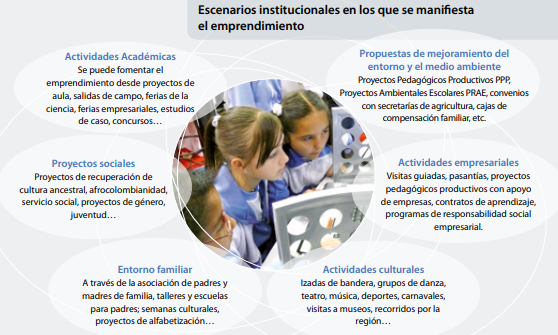 Escenarios institucionales en los que se manifiesta
el emprendimiento
Actividades Académicas
Se puede fomentar el
emprendimiento desde proyectos de
aula, salidas de campo, ferias de la
ciencia, ferias empresariales, estudios
de caso, concursos…
Propuestas de mejoramiento del
entorno y el medio ambiente
Proyectos Pedagógicos Productivos PPP,
Proyectos Ambientales Escolares PRAE, convenios
con secretarías de agricultura, cajas de
compensación familiar, etc.
Proyectos sociales
Proyectos de recuperación de
cultura ancestral, afrocolombianidad,
servicio social, proyectos de género,
juventud…
Actividades empresariales
Visitas guiadas, pasantías, proyectos
pedagógicos productivos con apoyo
de empresas, contratos de aprendizaje,
programas de responsabilidad social
empresarial.
Entorno familiar
A través de la asociación de padres y
madres de familia, talleres y escuelas
para padres; semanas culturales,
proyectos de alfabetización…
Actividades culturales
Izadas de bandera, grupos de danza,
teatro, música, deportes, carnavales,
visitas a museos, recorridos por la
región…